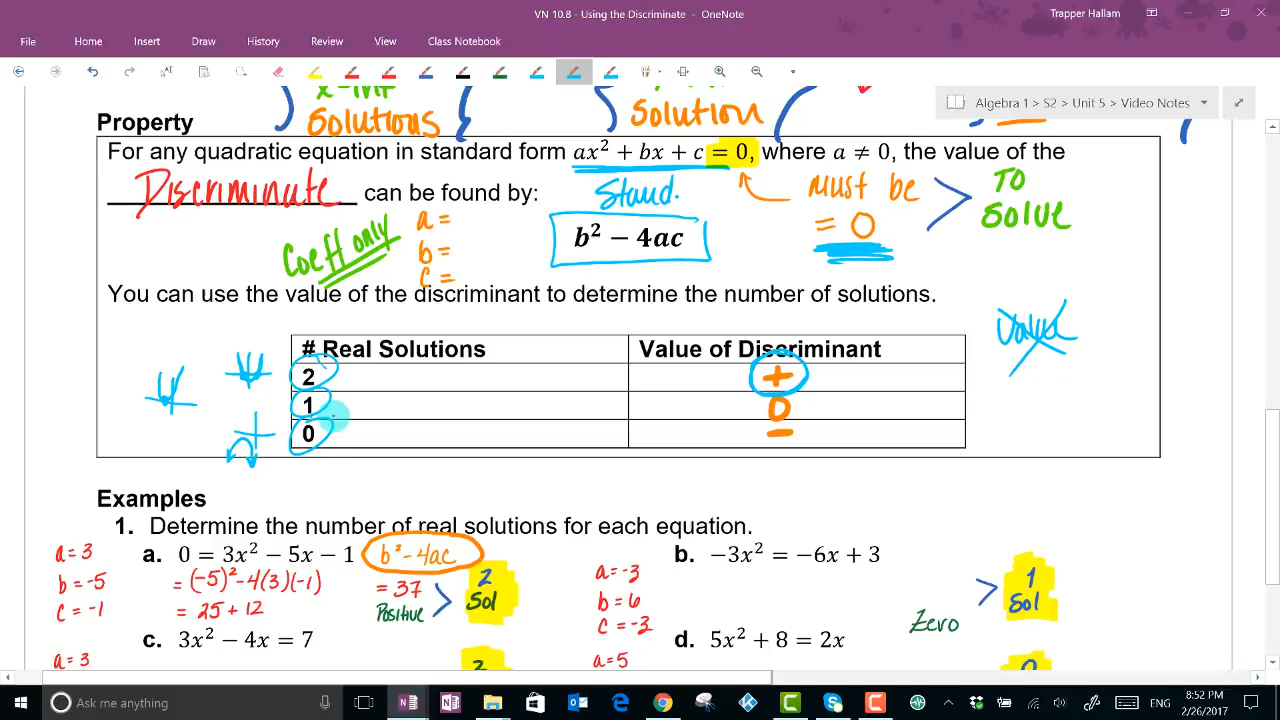 VN 10.8 - Using the Discriminate - OneNote
Trapper Hallam
File Home Insert Draw History Review View Class Notebook
Algebra 1 > S2 > Unit 5 > Video Notes
Solutions
Solution
Property
For any quadratic equation in standard form ax² + bx + c = 0, where a ≠ 0, the value of the
Discriminate can be found by:
Stand.
must be
= 0
TO
SOLVE
Coeff only
a =
b =
c =
b² − 4ac
You can use the value of the discriminant to determine the number of solutions.
Value
# Real Solutions Value of Discriminant
2 +
1 0
0 −
Examples
1. Determine the number of real solutions for each equation.
a. 0 = 3x² − 5x − 1 b² - 4ac
a = 3
b = -5
c = -1
= (-5)² - 4(3)(-1)
= 25 + 12
= 37
Positive
2
Sol
b. −3x² = −6x + 3
a = -3
b = 6
c = -3
Zero
1
Sol
c. 3x² − 4x = 7
a = 3
d. 5x² + 8 = 2x
a = 5
Ask me anything
ENG
8:52 PM
2/26/2017